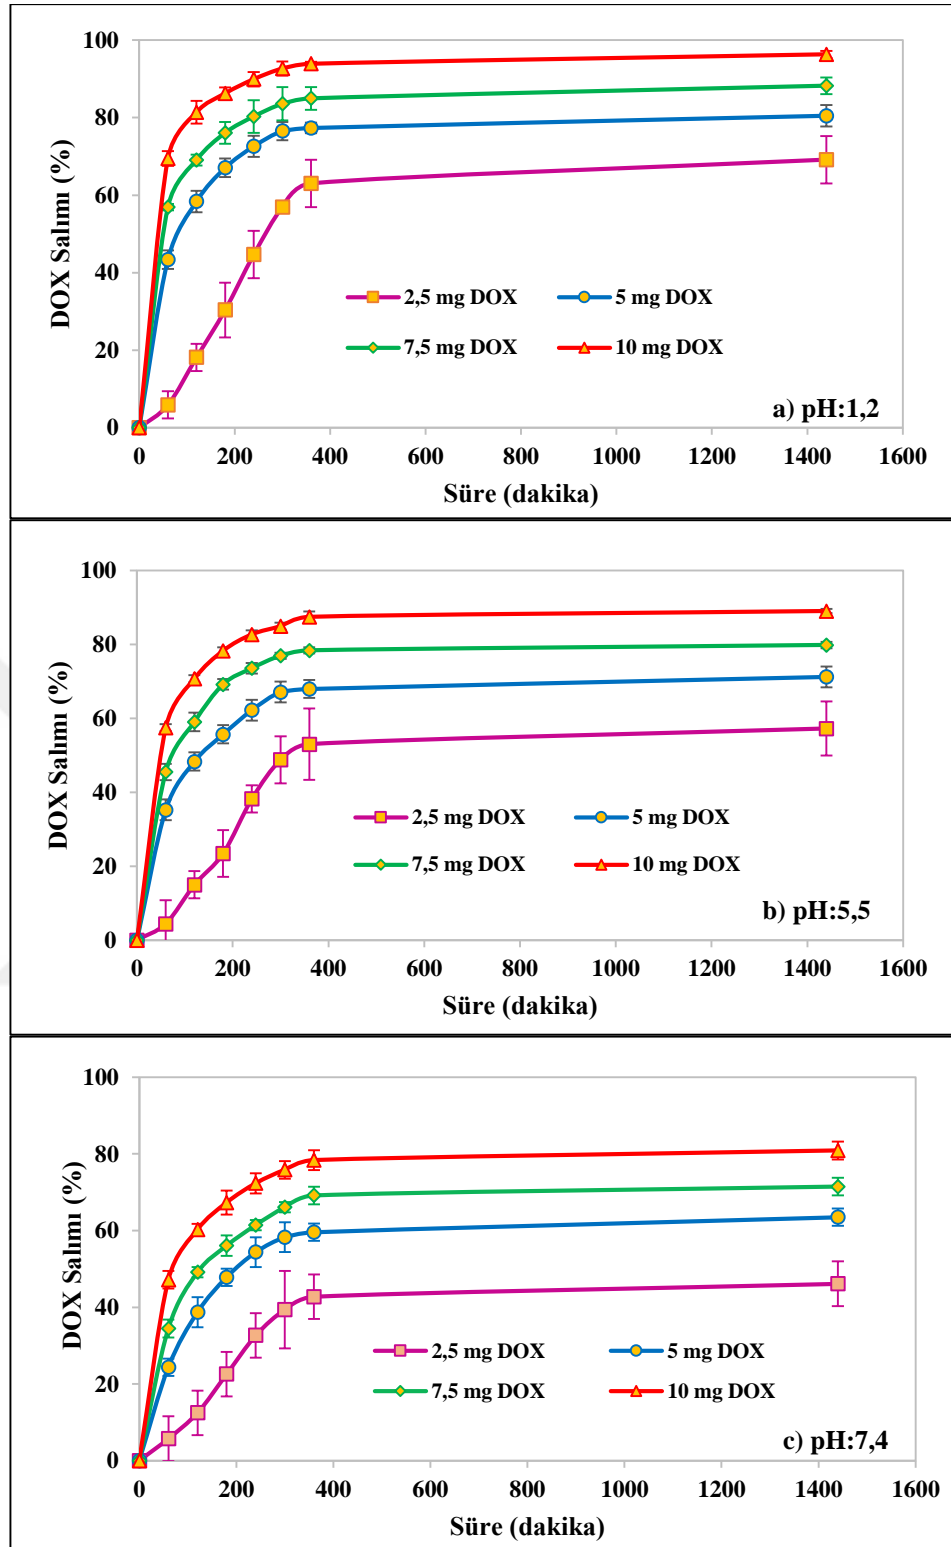 100
80
60
40
20
0
DOX Salımı (%)
2,5 mg DOX 5 mg DOX
7,5 mg DOX 10 mg DOX
a) pH:1,2
0 200 400 600 800 1000 1200 1400 1600
Süre (dakika)
100
80
60
40
20
0
DOX Salımı (%)
2,5 mg DOX 5 mg DOX
7,5 mg DOX 10 mg DOX
b) pH:5,5
0 200 400 600 800 1000 1200 1400 1600
Süre (dakika)
100
80
60
40
20
0
DOX Salımı (%)
2,5 mg DOX 5 mg DOX
7,5 mg DOX 10 mg DOX
c) pH:7,4
0 200 400 600 800 1000 1200 1400 1600
Süre (dakika)